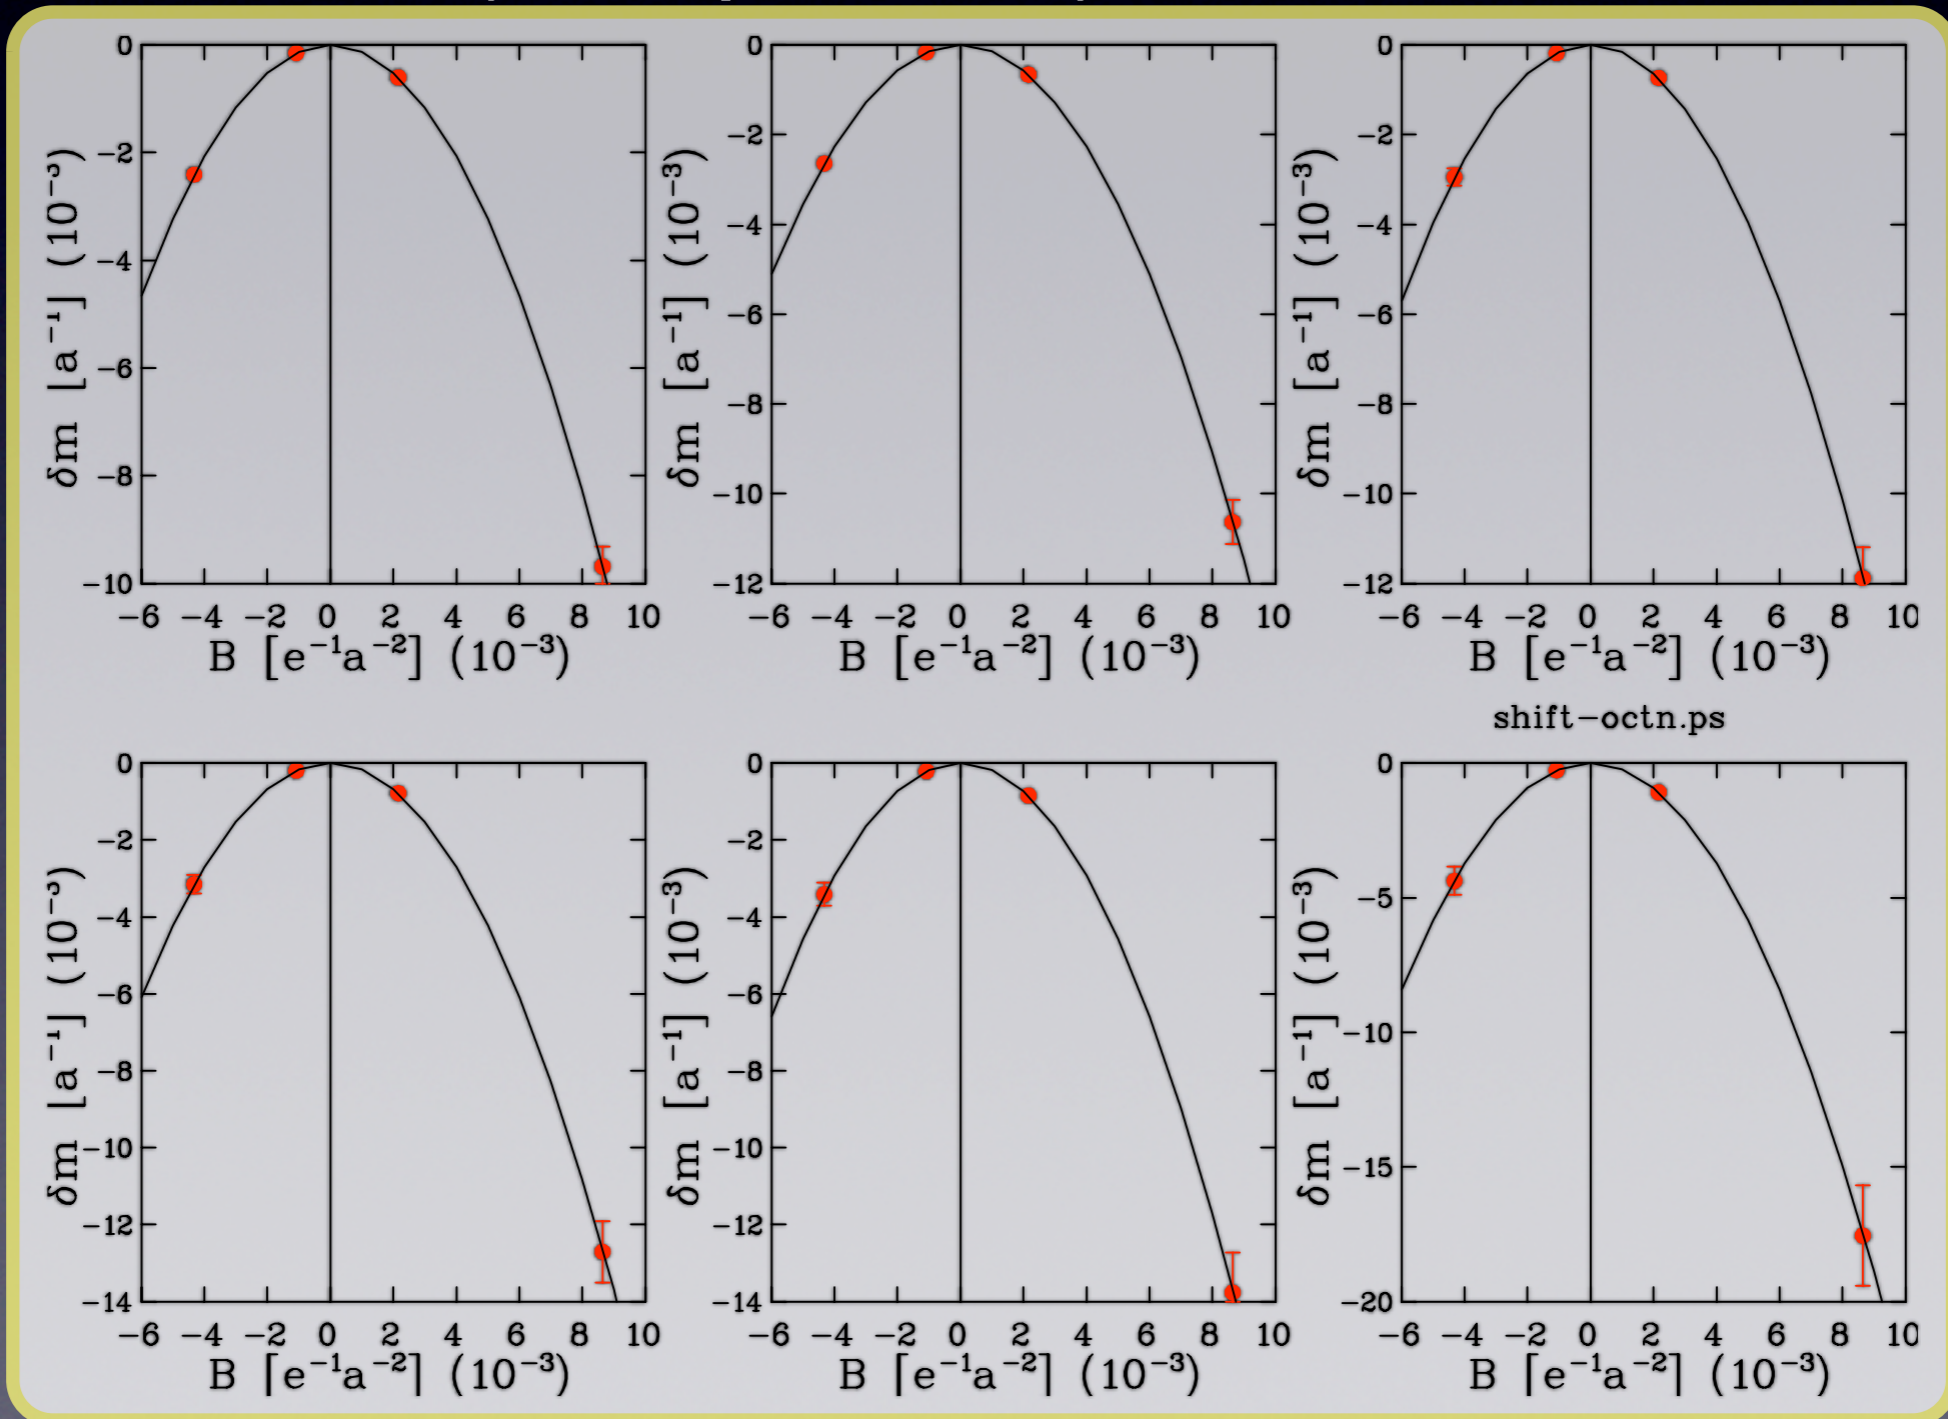 0 0 0
-2 -2 -2
-4 -4 -4
-6 -6 -6
-8 -8 -8
-10 -10 -10
-12 -12
δm [a⁻¹] (10⁻³) δm [a⁻¹] (10⁻³) δm [a⁻¹] (10⁻³)
-6 -4 -2 0 2 4 6 8 10 -6 -4 -2 0 2 4 6 8 10 -6 -4 -2 0 2 4 6 8 10
B [e⁻¹a⁻²] (10⁻³) B [e⁻¹a⁻²] (10⁻³) B [e⁻¹a⁻²] (10⁻³)
shift-octn.ps
0 0 0
-2 -2 -5
-4 -4 -10
-6 -6 -15
-8 -8 -20
-10 -10
-12 -12
-14 -14
δm [a⁻¹] (10⁻³) δm [a⁻¹] (10⁻³) δm [a⁻¹] (10⁻³)
-6 -4 -2 0 2 4 6 8 10 -6 -4 -2 0 2 4 6 8 10 -6 -4 -2 0 2 4 6 8 10
B [e⁻¹a⁻²] (10⁻³) B [e⁻¹a⁻²] (10⁻³) B [e⁻¹a⁻²] (10⁻³)